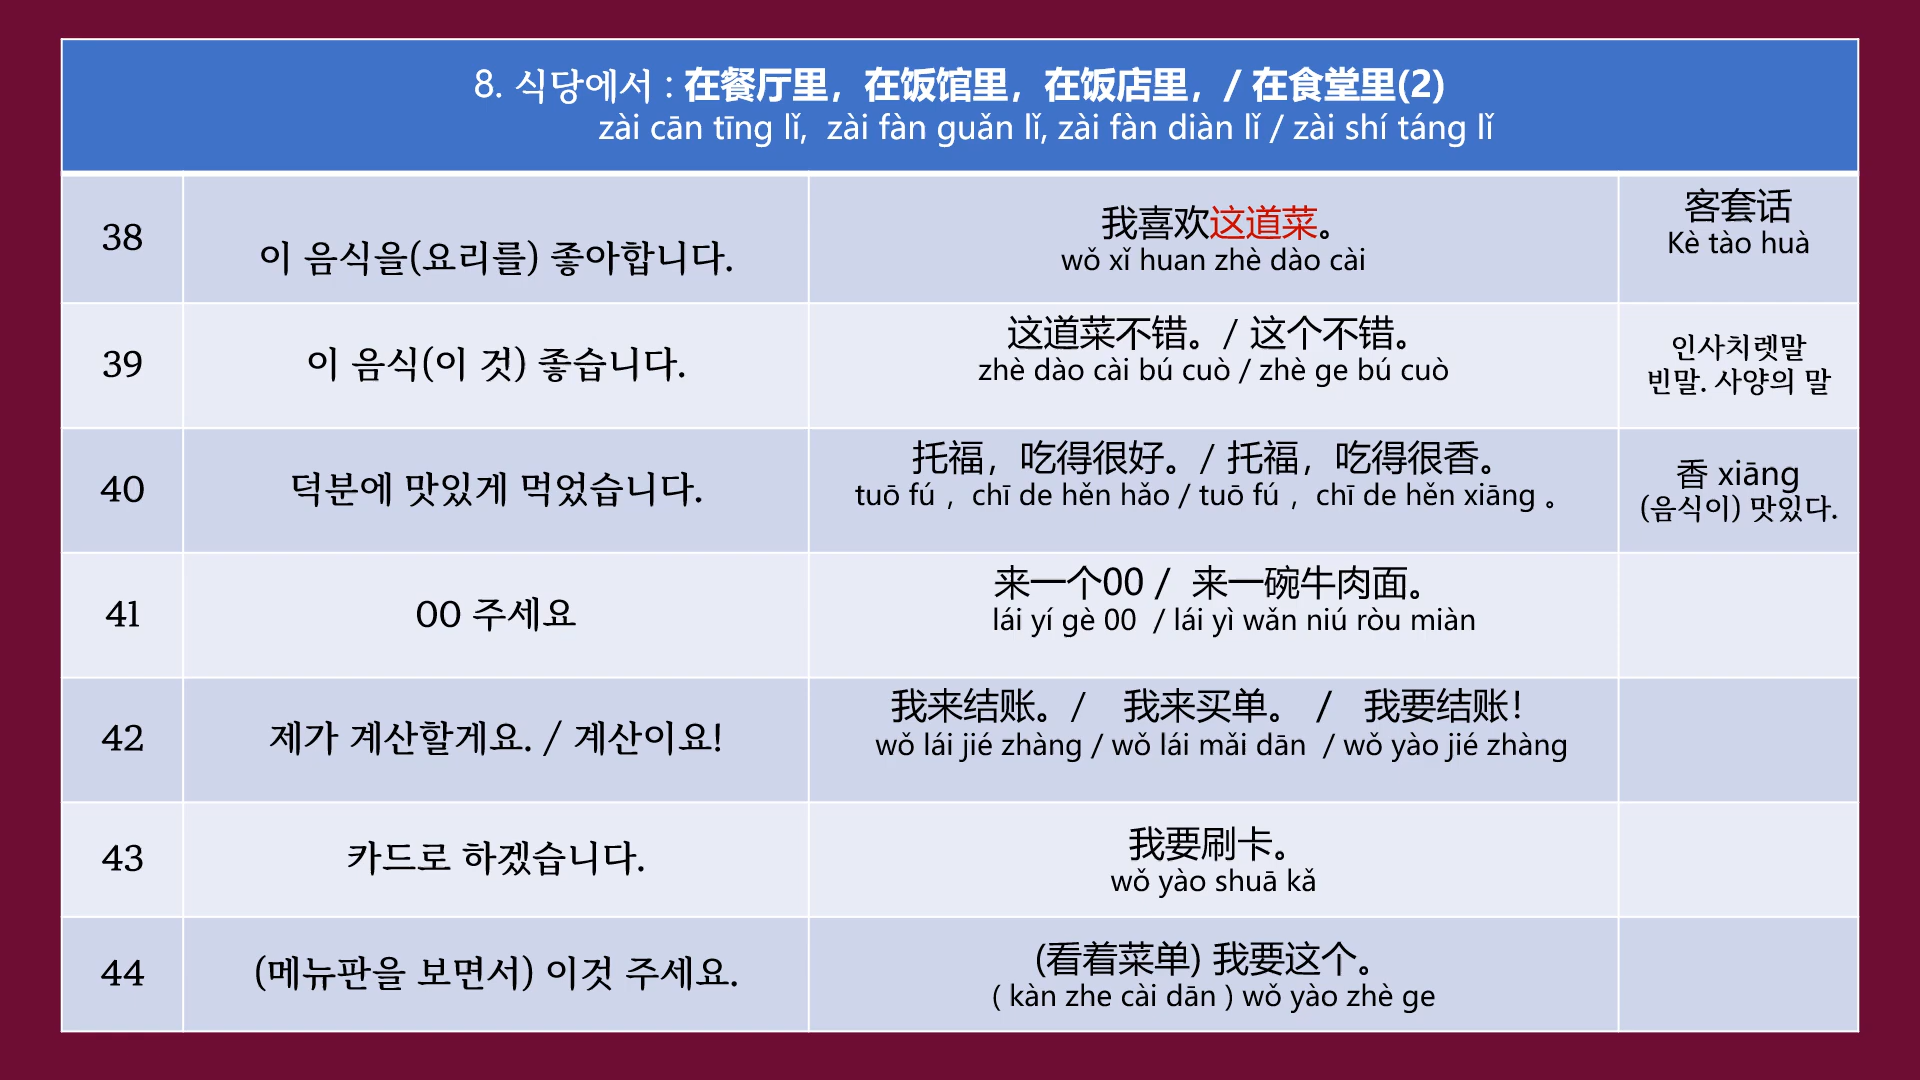 8. 식당에서 : 在餐厅里，在饭馆里，在饭店里，/ 在食堂里(2)
zài cān tīng lǐ,  zài fàn guǎn lǐ, zài fàn diàn lǐ / zài shí táng lǐ
38
이 음식을(요리를) 좋아합니다.
我喜欢这道菜。
wǒ xǐ huan zhè dào cài
客套话
Kè tào huà
39
이 음식(이 것) 좋습니다.
这道菜不错。/ 这个不错。
zhè dào cài bú cuò / zhè ge bú cuò
인사치렛말
빈말. 사양의 말
40
덕분에 맛있게 먹었습니다.
托福，吃得很好。/ 托福，吃得很香。
tuō fú ，chī de hěn hǎo / tuō fú ，chī de hěn xiāng 。
香 xiāng
(음식이) 맛있다.
41
00 주세요
来一个00 /  来一碗牛肉面。
lái yí gè 00  / lái yì wǎn niú ròu miàn
42
제가 계산할게요. / 계산이요!
我来结账。/   我来买单。 /   我要结账！
wǒ lái jié zhàng / wǒ lái mǎi dān  / wǒ yào jié zhàng
43
카드로 하겠습니다.
我要刷卡。
wǒ yào shuā kǎ
44
(메뉴판을 보면서) 이것 주세요.
(看着菜单) 我要这个。
( kàn zhe cài dān ) wǒ yào zhè ge